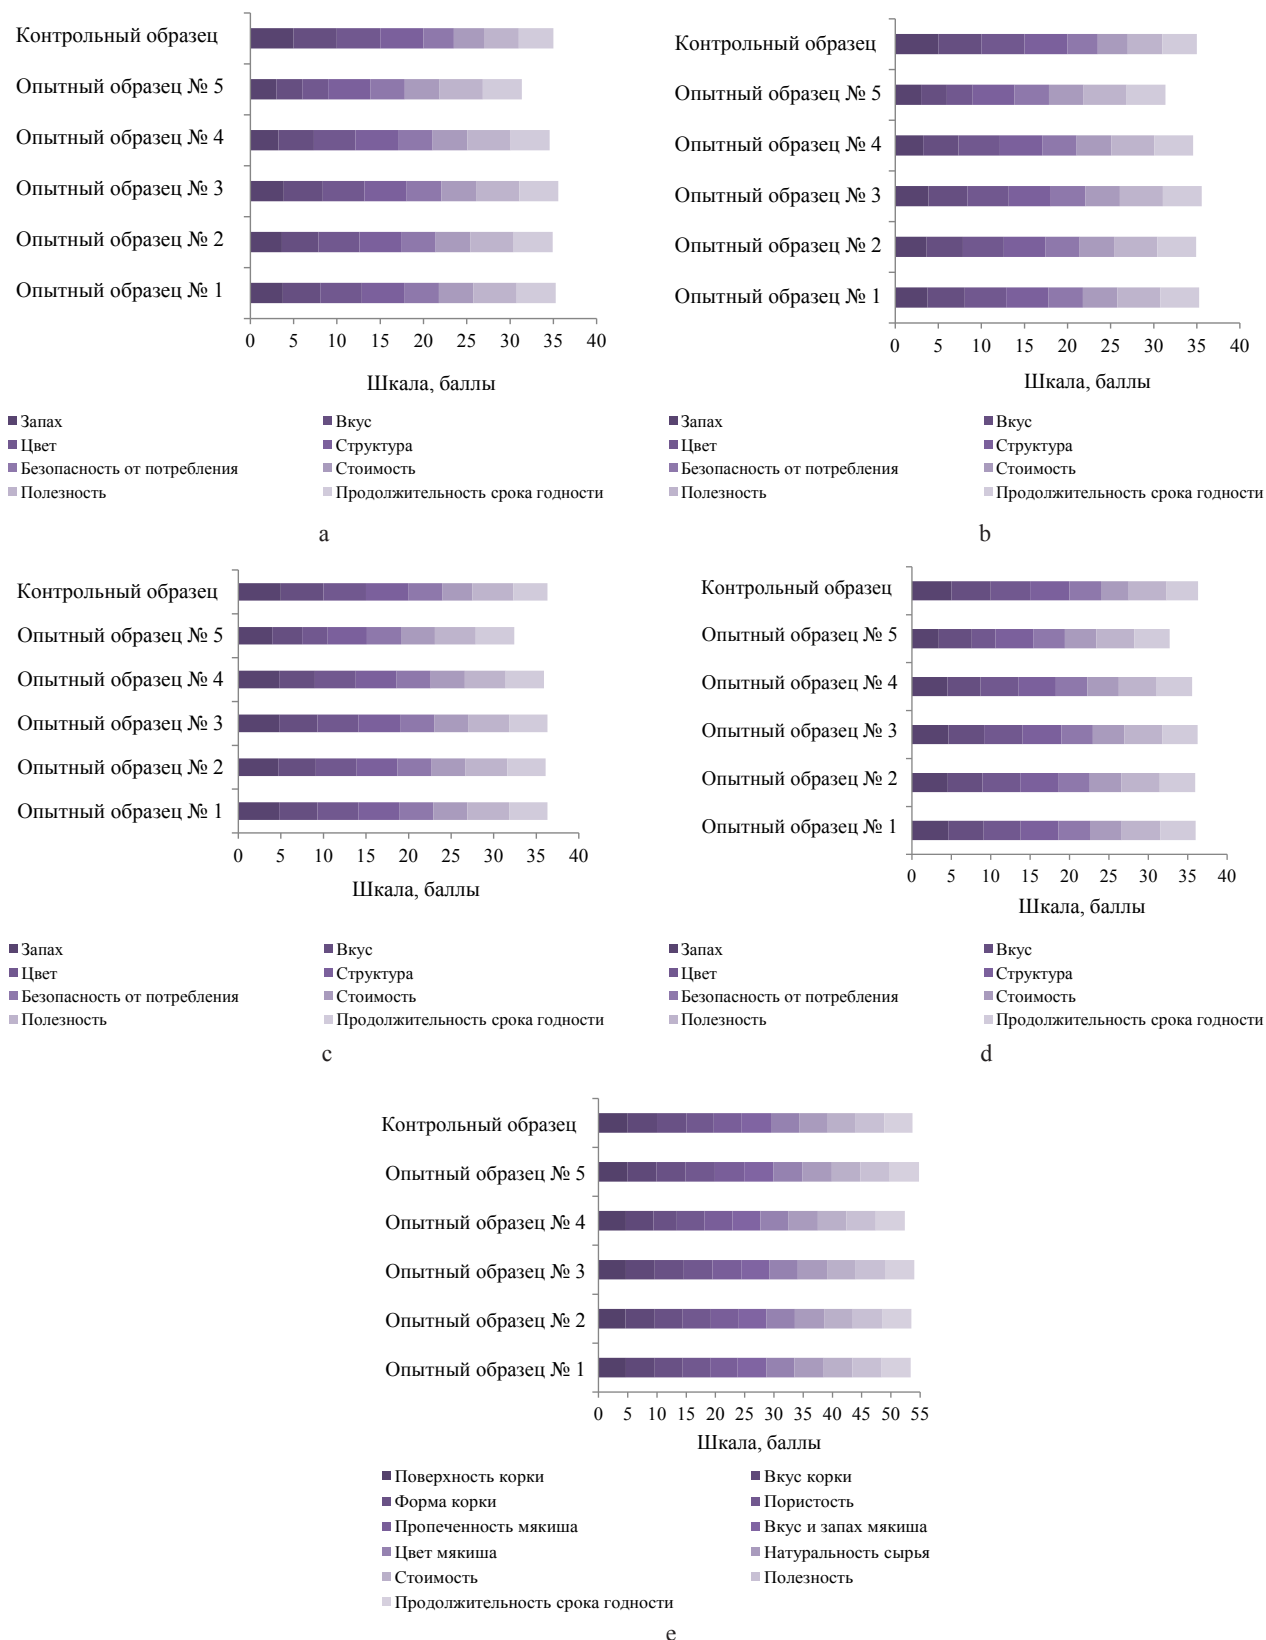 Контрольный образец
Опытный образец № 5
Опытный образец № 4
Опытный образец № 3
Опытный образец № 2
Опытный образец № 1
0 5 10 15 20 25 30 35 40
Шкала, баллы
Запах Вкус
Цвет Структура
Безопасность от потребления Стоимость
Полезность Продолжительность срока годности
a
Контрольный образец
Опытный образец № 5
Опытный образец № 4
Опытный образец № 3
Опытный образец № 2
Опытный образец № 1
0 5 10 15 20 25 30 35 40
Шкала, баллы
Запах Вкус
Цвет Структура
Безопасность от потребления Стоимость
Полезность Продолжительность срока годности
b
Контрольный образец
Опытный образец № 5
Опытный образец № 4
Опытный образец № 3
Опытный образец № 2
Опытный образец № 1
0 5 10 15 20 25 30 35 40
Шкала, баллы
Запах Вкус
Цвет Структура
Безопасность от потребления Стоимость
Полезность Продолжительность срока годности
c
Контрольный образец
Опытный образец № 5
Опытный образец № 4
Опытный образец № 3
Опытный образец № 2
Опытный образец № 1
0 5 10 15 20 25 30 35 40
Шкала, баллы
Запах Вкус
Цвет Структура
Безопасность от потребления Стоимость
Полезность Продолжительность срока годности
d
Контрольный образец
Опытный образец № 5
Опытный образец № 4
Опытный образец № 3
Опытный образец № 2
Опытный образец № 1
0 5 10 15 20 25 30 35 40 45 50 55
Шкала, баллы
Поверхность корки Вкус корки
Форма корки Пористость
Пропеченность мякиша Вкус и запах мякиша
Цвет мякиша Натуральность сырья
Стоимость Полезность
Продолжительность срока годности
e